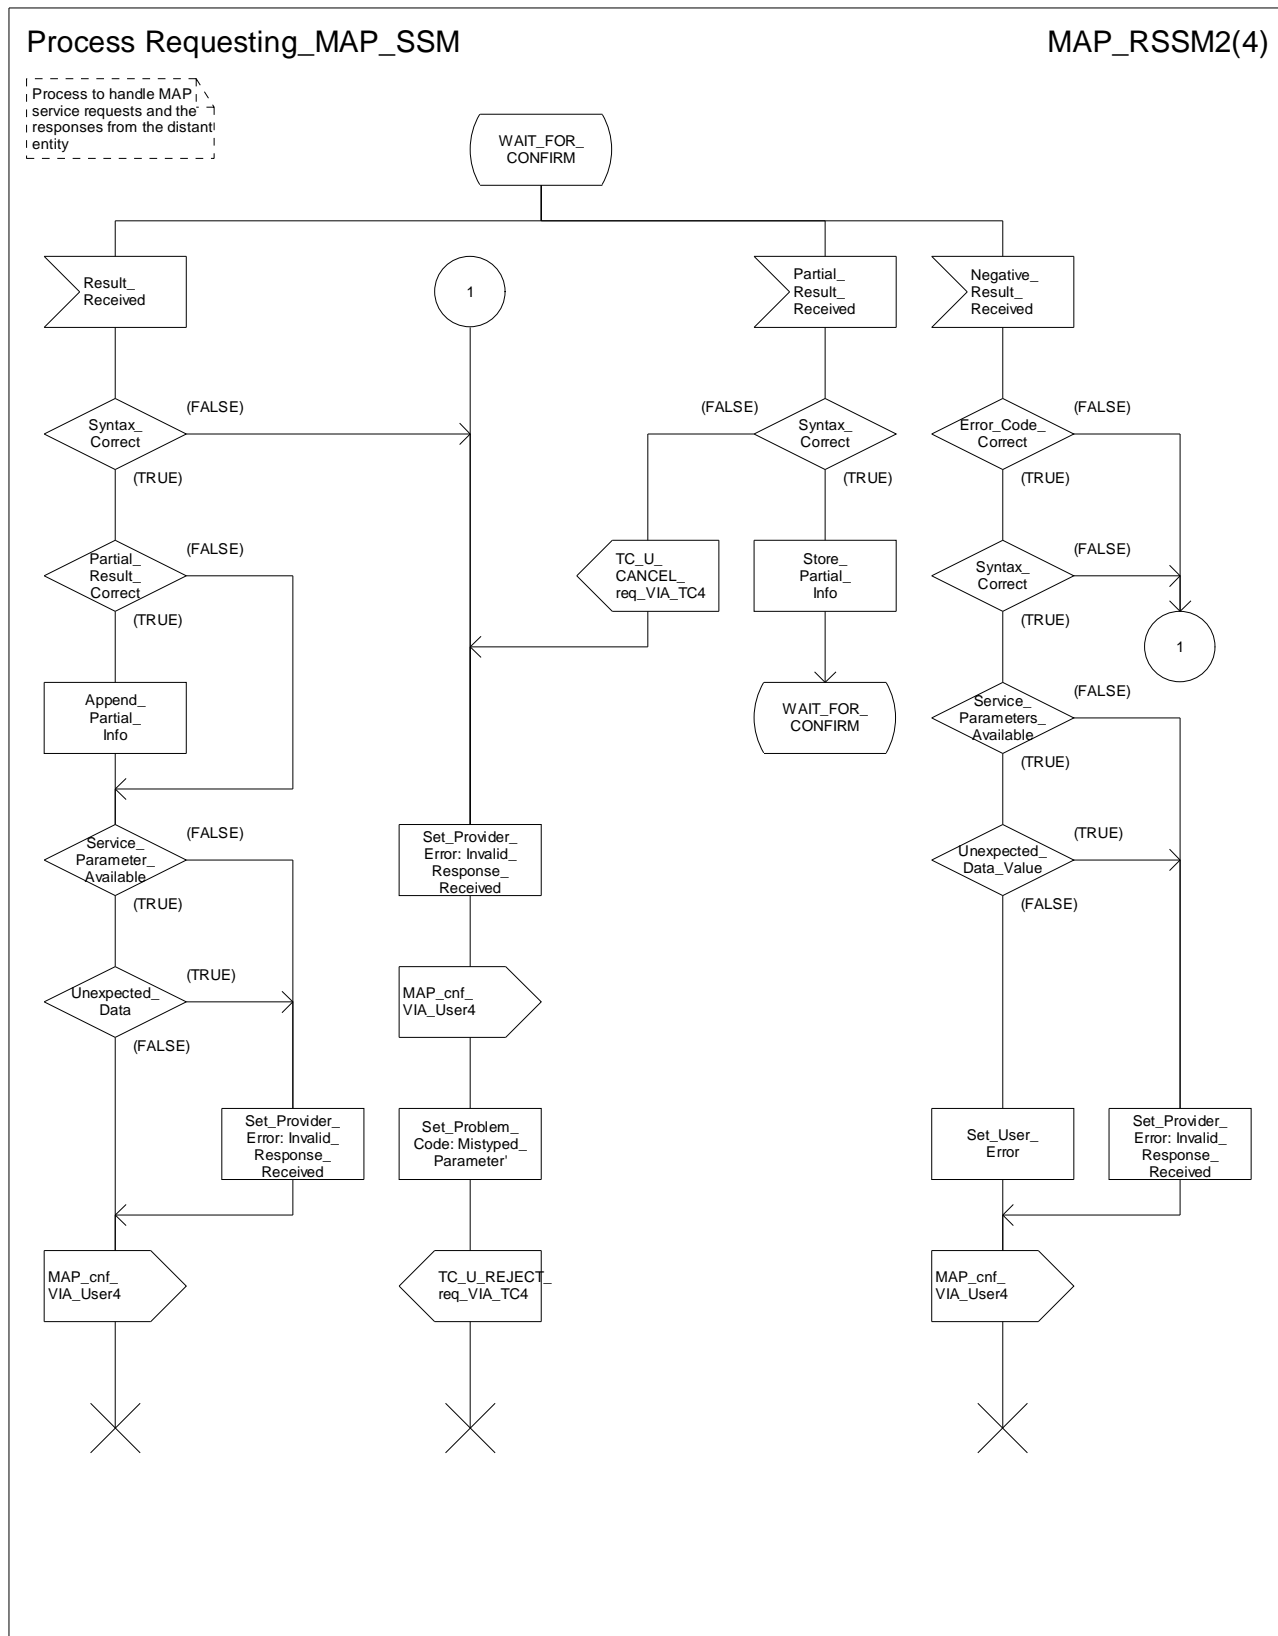 Process Requesting_MAP_SSM
MAP_RSSM2(4)
Process to handle MAP
service requests and the
responses from the distant
entity
WAIT_FOR_
CONFIRM
Result_
Received
1
Partial_
Result_
Received
Negative_
Result_
Received
Syntax_
Correct
(FALSE)
(TRUE)
(FALSE)
Syntax_
Correct
(TRUE)
Error_Code_
Correct
(FALSE)
(TRUE)
Partial_
Result_
Correct
(FALSE)
(TRUE)
TC_U_
CANCEL_
req_VIA_TC4
Store_
Partial_
Info
Syntax_
Correct
(FALSE)
(TRUE)
1
Append_
Partial_
Info
WAIT_FOR_
CONFIRM
Service_
Parameters_
Available
(FALSE)
(TRUE)
Service_
Parameter_
Available
(FALSE)
(TRUE)
Set_Provider_
Error: Invalid_
Response_
Received
Unexpected_
Data_Value
(TRUE)
(FALSE)
Unexpected_
Data
(TRUE)
(FALSE)
MAP_cnf_
VIA_User4
Set_Provider_
Error: Invalid_
Response_
Received
Set_Problem_
Code: Mistyped_
Parameter'
Set_User_
Error
Set_Provider_
Error: Invalid_
Response_
Received
MAP_cnf_
VIA_User4
TC_U_REJECT_
req_VIA_TC4
MAP_cnf_
VIA_User4